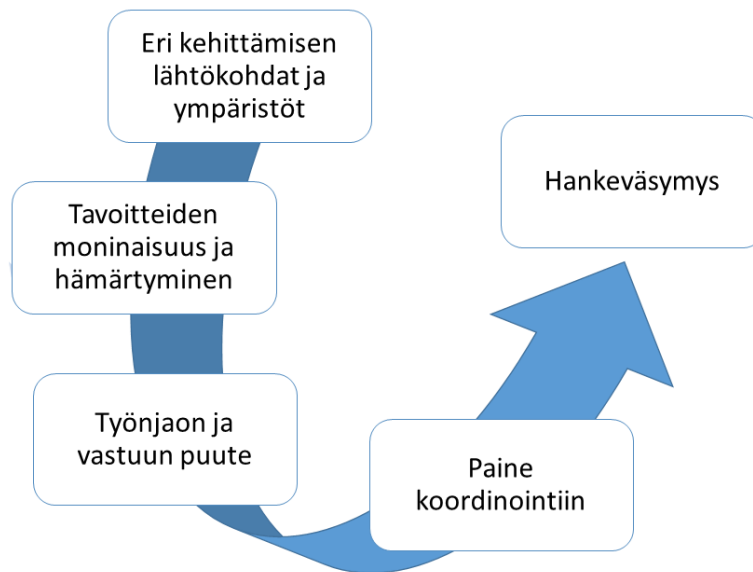 Eri kehittämisen
lähtökohdat ja
ympäristöt
Tavoitteiden
moninaisuus ja
hämärtyminen
Työnjaon ja
vastuun puute
Paine
koordinointiin
Hankeväsymys